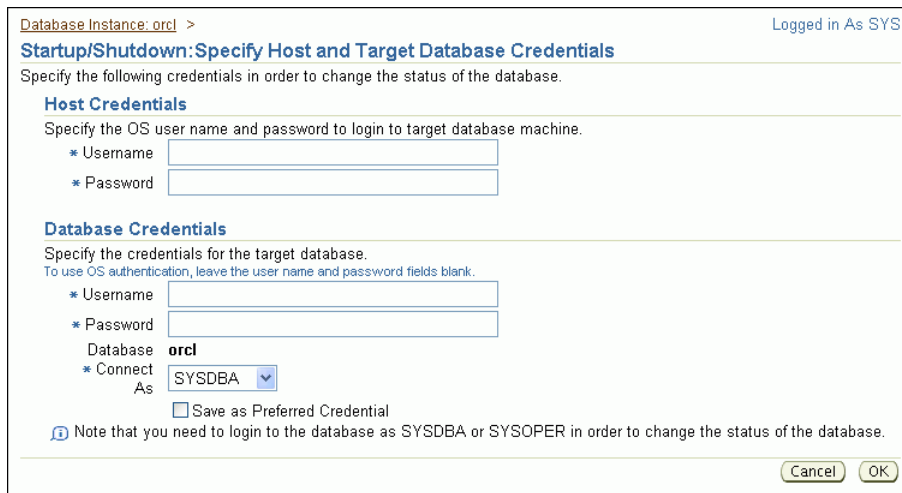 Database Instance: orcl >
Logged in As SYS
Startup/Shutdown:Specify Host and Target Database Credentials
Specify the following credentials in order to change the status of the database.
Host Credentials
Specify the OS user name and password to login to target database machine.
* Username
* Password
Database Credentials
Specify the credentials for the target database.
To use OS authentication, leave the user name and password fields blank.
* Username
* Password
Database orcl
* Connect As SYSDBA
Save as Preferred Credential
Note that you need to login to the database as SYSDBA or SYSOPER in order to change the status of the database.
Cancel OK